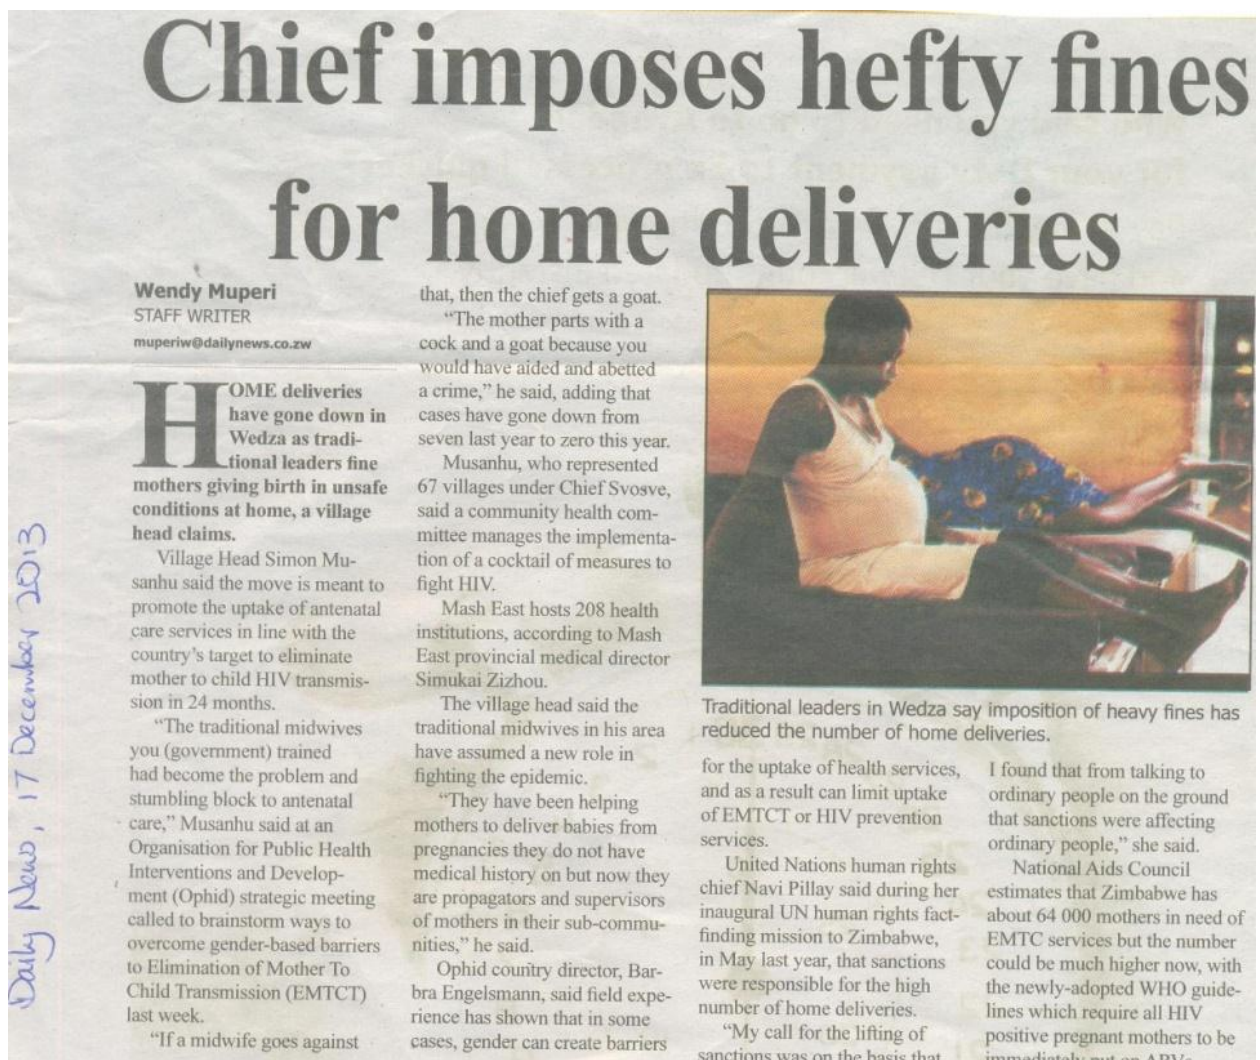 Chief imposes hefty fines
for home deliveries
Wendy Muperi
STAFF WRITER
muperiw@dailynews.co.zw
HOME deliveries
have gone down in
Wedza as tradi-
tional leaders fine
mothers giving birth in unsafe
conditions at home, a village
head claims.
Village Head Simon Mu-
sanhu said the move is meant to
promote the uptake of antenatal
care services in line with the
country's target to eliminate
mother to child HIV transmis-
sion in 24 months.
"The traditional midwives
you (government) trained
had become the problem and
stumbling block to antenatal
care," Musanhu said at an
Organisation for Public Health
Interventions and Develop-
ment (Ophid) strategic meeting
called to brainstorm ways to
overcome gender-based barriers
to Elimination of Mother To
Child Transmission (EMTCT)
last week.
"If a midwife goes against
that, then the chief gets a goat.
"The mother parts with a
cock and a goat because you
would have aided and abetted
a crime," he said, adding that
cases have gone down from
seven last year to zero this year.
Musanhu, who represented
67 villages under Chief Svosve,
said a community health com-
mittee manages the implementa-
tion of a cocktail of measures to
fight HIV.
Mash East hosts 208 health
institutions, according to Mash
East provincial medical director
Simukai Zizhou.
The village head said the
traditional midwives in his area
have assumed a new role in
fighting the epidemic.
"They have been helping
mothers to deliver babies from
pregnancies they do not have
medical history on but now they
are propagators and supervisors
of mothers in their sub-commu-
nities," he said.
Ophid country director, Bar-
bra Engelsmann, said field expe-
rience has shown that in some
cases, gender can create barriers
Traditional leaders in Wedza say imposition of heavy fines has
reduced the number of home deliveries.
for the uptake of health services,
and as a result can limit uptake
of EMTCT or HIV prevention
services.
United Nations human rights
chief Navi Pillay said during her
inaugural UN human rights fact-
finding mission to Zimbabwe,
in May last year, that sanctions
were responsible for the high
number of home deliveries.
"My call for the lifting of
sanctions was on the basis that
I found that from talking to
ordinary people on the ground
that sanctions were affecting
ordinary people," she said.
National Aids Council
estimates that Zimbabwe has
about 64 000 mothers in need of
EMTC services but the number
could be much higher now, with
the newly-adopted WHO guide-
lines which require all HIV
positive pregnant mothers to be
immediately put on
Daily News, 17 December 2013